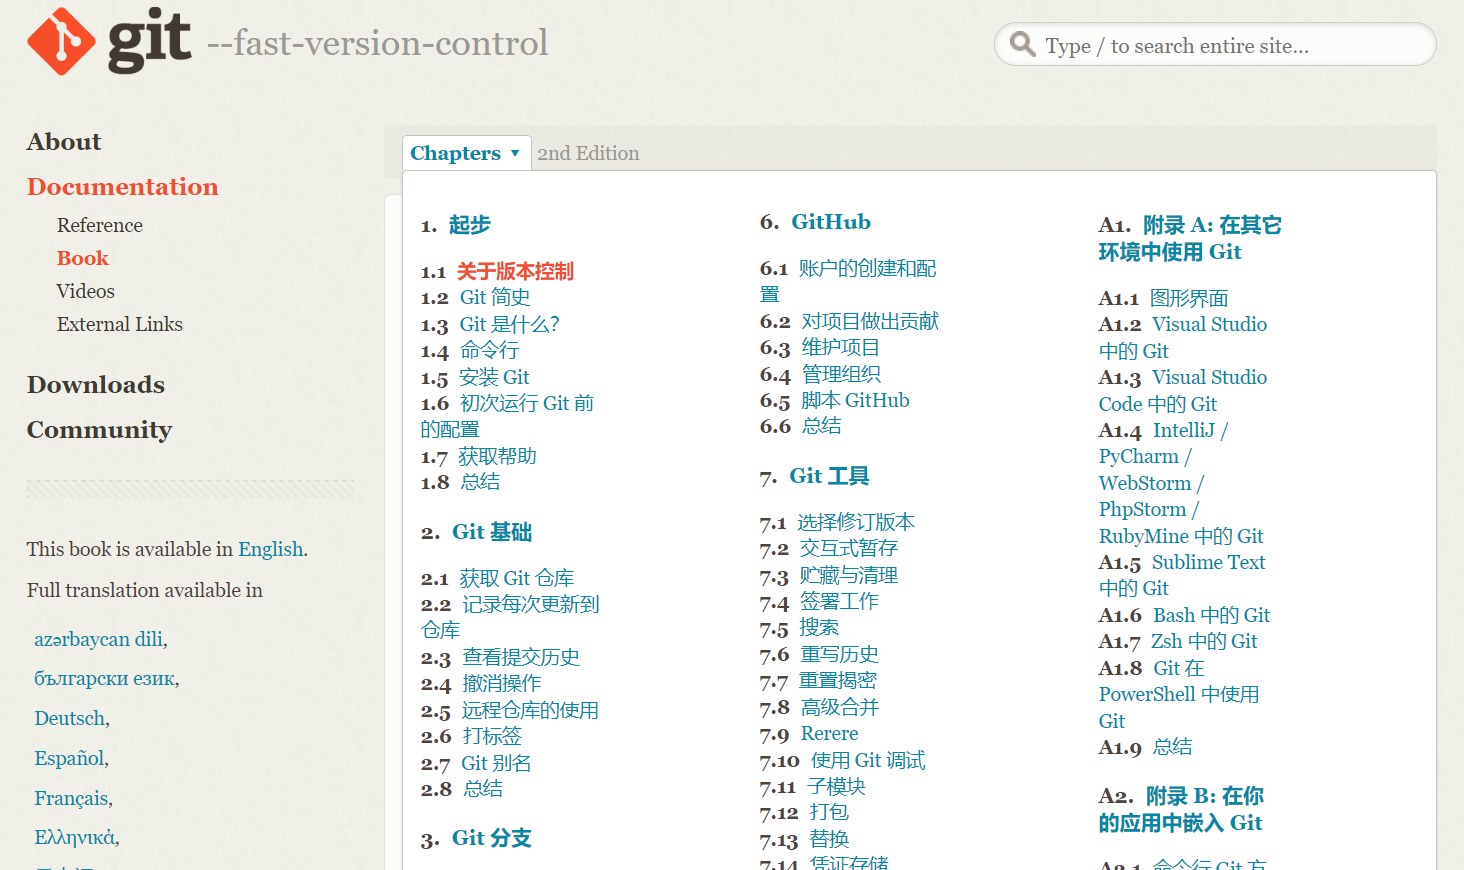 git --fast-version-control
Type / to search entire site...
About
Documentation
Reference
Book
Videos
External Links
Downloads
Community
This book is available in English.
Full translation available in
azərbaycan dili,
български език,
Deutsch,
Español,
Français,
Ελληνικά,
Chapters ▼ 2nd Edition
1. 起步
1.1 关于版本控制
1.2 Git 简史
1.3 Git 是什么？
1.4 命令行
1.5 安装 Git
1.6 初次运行 Git 前
的配置
1.7 获取帮助
1.8 总结
2. Git 基础
2.1 获取 Git 仓库
2.2 记录每次更新到
仓库
2.3 查看提交历史
2.4 撤消操作
2.5 远程仓库的使用
2.6 打标签
2.7 Git 别名
2.8 总结
3. Git 分支
6. GitHub
6.1 账户的创建和配
置
6.2 对项目做出贡献
6.3 维护项目
6.4 管理组织
6.5 脚本 GitHub
6.6 总结
7. Git 工具
7.1 选择修订版本
7.2 交互式暂存
7.3 贮藏与清理
7.4 签署工作
7.5 搜索
7.6 重写历史
7.7 重置揭密
7.8 高级合并
7.9 Rerere
7.10 使用 Git 调试
7.11 子模块
7.12 打包
7.13 替换
7.14 凭证存储
A1. 附录 A: 在其它
环境中使用 Git
A1.1 图形界面
A1.2 Visual Studio
中的 Git
A1.3 Visual Studio
Code 中的 Git
A1.4 IntelliJ /
PyCharm /
WebStorm /
PhpStorm /
RubyMine 中的 Git
A1.5 Sublime Text
中的 Git
A1.6 Bash 中的 Git
A1.7 Zsh 中的 Git
A1.8 Git 在
PowerShell 中使用
Git
A1.9 总结
A2. 附录 B: 在你
的应用中嵌入 Git
A2.1 命令行 Git 方